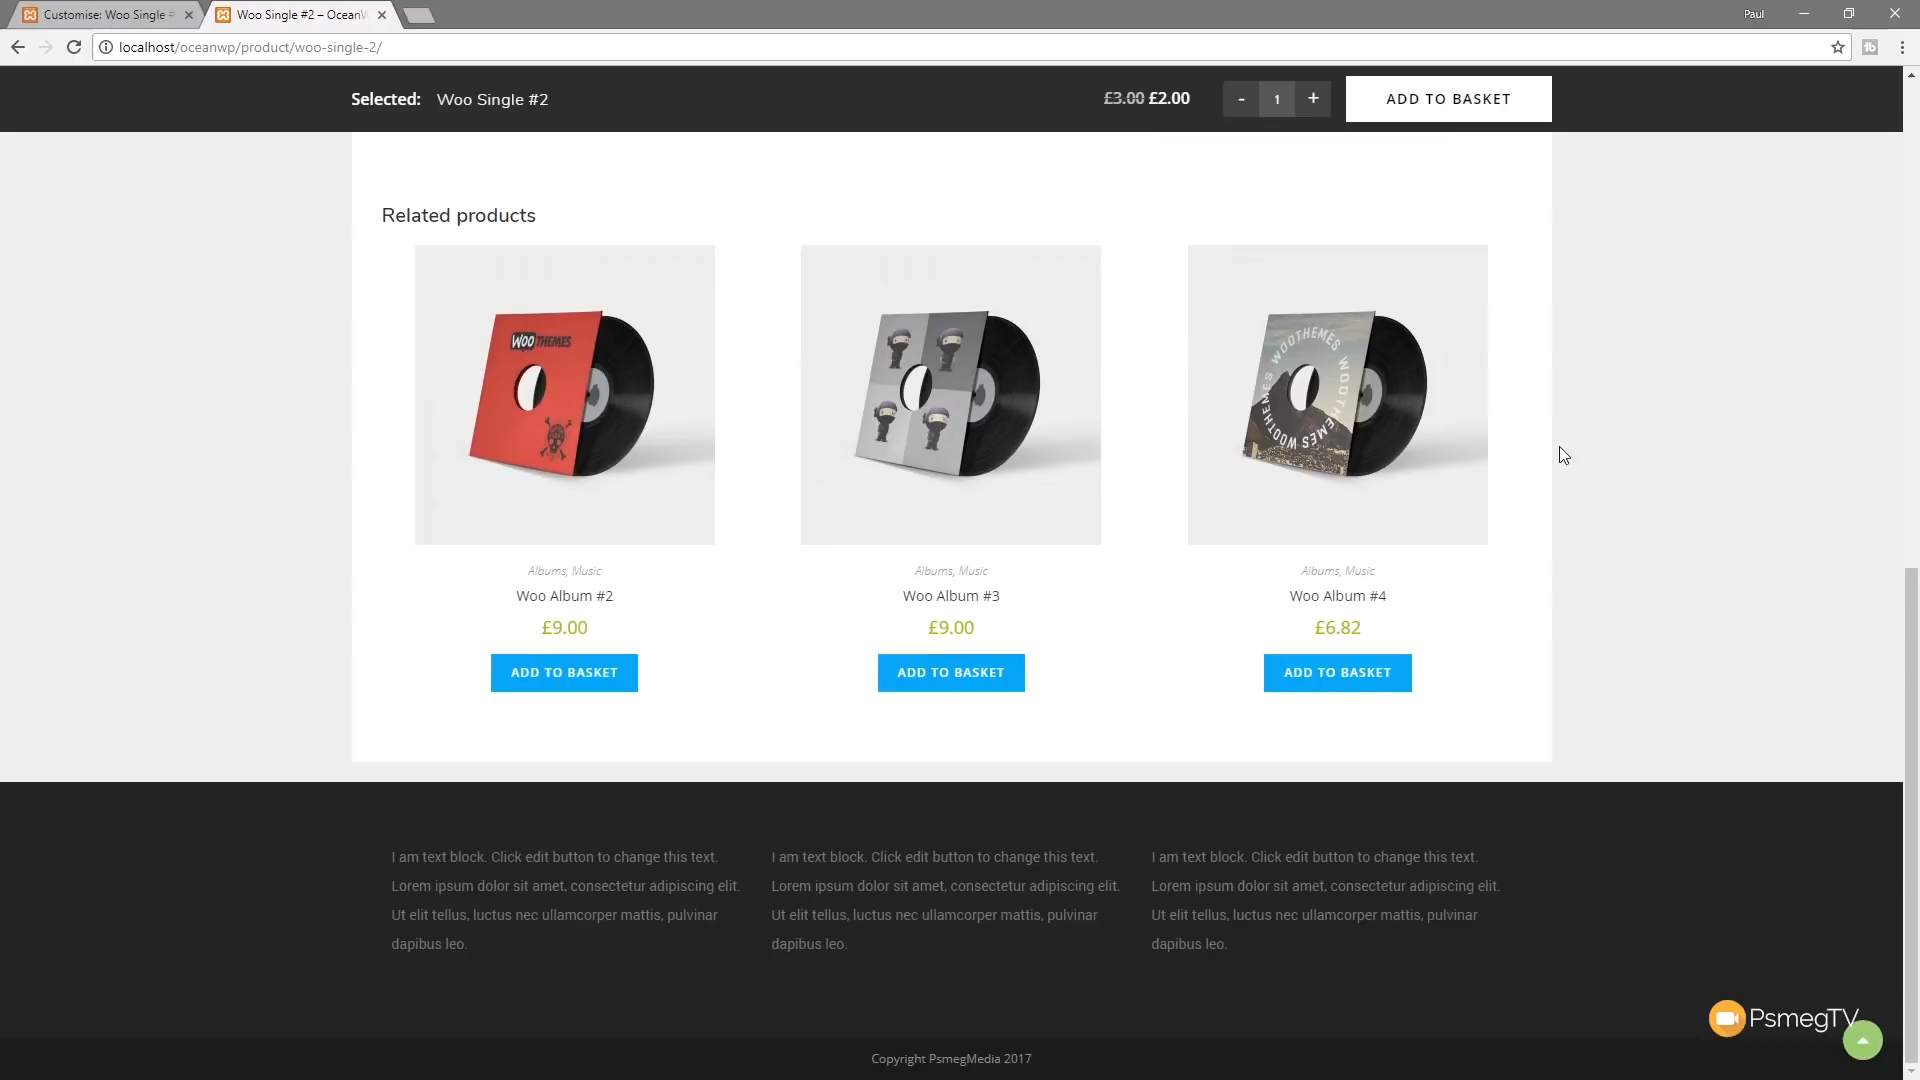 Customise: Woo Single #
Woo Single #2 – OceanW
Paul
localhost/oceanwp/product/woo-single-2/
Selected: Woo Single #2
£3.00 £2.00
- 1 +
ADD TO BASKET
Related products
WOOTHEMES
WOOTHEMES WOOTHEMES WOOTHEMES
Albums, Music
Woo Album #2
£9.00
ADD TO BASKET
Albums, Music
Woo Album #3
£9.00
ADD TO BASKET
Albums, Music
Woo Album #4
£6.82
ADD TO BASKET
I am text block. Click edit button to change this text.
Lorem ipsum dolor sit amet, consectetur adipiscing elit.
Ut elit tellus, luctus nec ullamcorper mattis, pulvinar
dapibus leo.
I am text block. Click edit button to change this text.
Lorem ipsum dolor sit amet, consectetur adipiscing elit.
Ut elit tellus, luctus nec ullamcorper mattis, pulvinar
dapibus leo.
I am text block. Click edit button to change this text.
Lorem ipsum dolor sit amet, consectetur adipiscing elit.
Ut elit tellus, luctus nec ullamcorper mattis, pulvinar
dapibus leo.
PsmegTV
Copyright PsmegMedia 2017